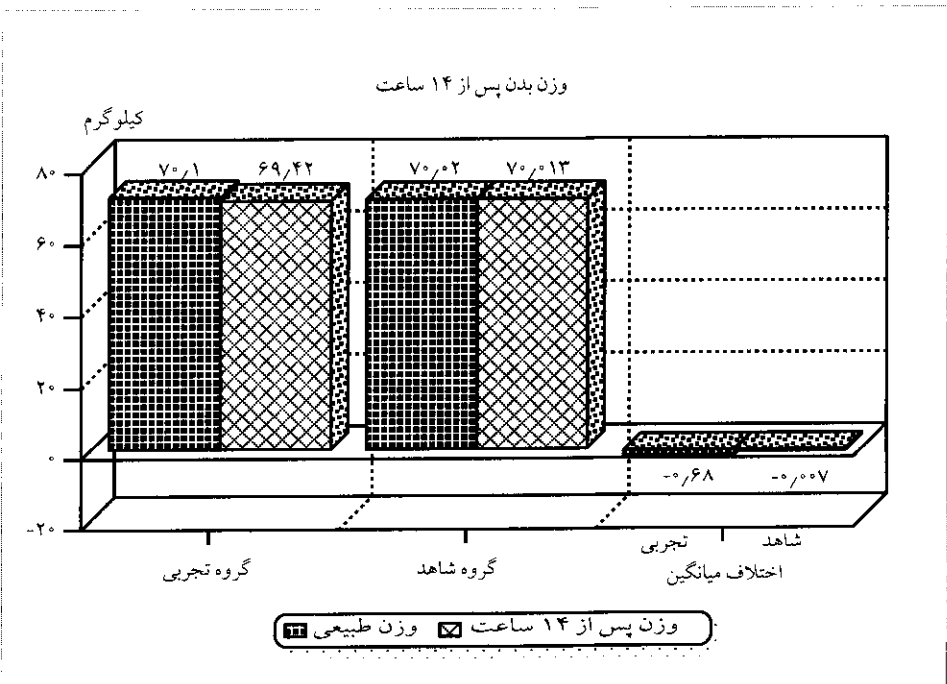 وزن بدن پس از ۱۴ ساعت
کیلوگرم
۸۰
۶۰
۴۰
۲۰
۰
-۲۰
۷۰٫۱
۶۹٫۴۲
۷۰٫۰۲
۷۰٫۰۱۳
-۰٫۶۸
-۰٫۰۰۷
گروه تجربی
گروه شاهد
تجربی
شاهد
اختلاف میانگین
وزن پس از ۱۴ ساعت
وزن طبیعی